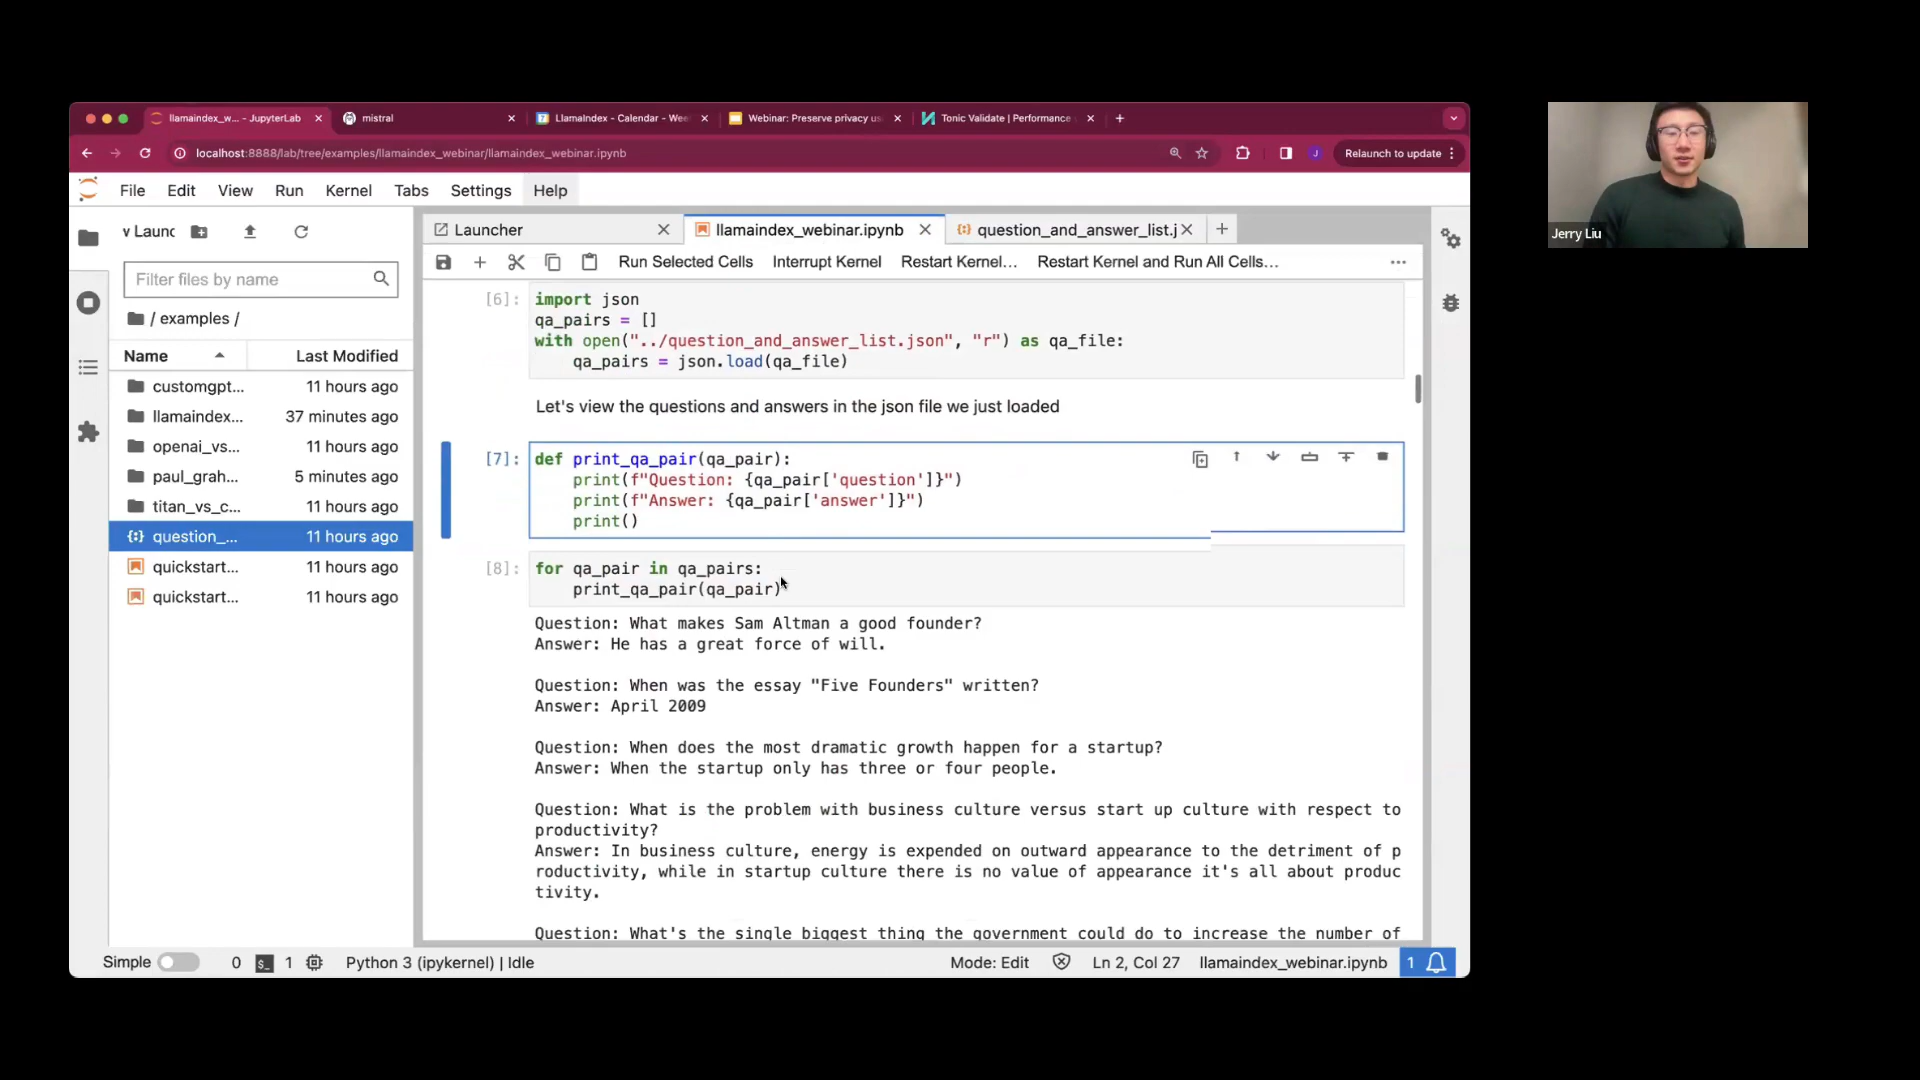 llamaindex_w... - JupyterLab
mistral
LlamaIndex - Calendar - Wee
Webinar: Preserve privacy us
Tonic Validate | Performance
localhost:8888/lab/tree/examples/llamaindex_webinar/llamaindex_webinar.ipynb
J
Relaunch to update
File Edit View Run Kernel Tabs Settings Help
Jerry Liu
v Launc
Launcher
llamaindex_webinar.ipynb
question_and_answer_list.j
Filter files by name
Run Selected Cells Interrupt Kernel Restart Kernel... Restart Kernel and Run All Cells...
/ examples /
Name Last Modified
customgpt... 11 hours ago
llamaindex... 37 minutes ago
openai_vs... 11 hours ago
paul_grah... 5 minutes ago
titan_vs_c... 11 hours ago
question_... 11 hours ago
quickstart... 11 hours ago
quickstart... 11 hours ago
[6]: import json
qa_pairs = []
with open("../question_and_answer_list.json", "r") as qa_file:
qa_pairs = json.load(qa_file)
Let's view the questions and answers in the json file we just loaded
[7]: def print_qa_pair(qa_pair):
print(f"Question: {qa_pair['question']}")
print(f"Answer: {qa_pair['answer']}")
print()
[8]: for qa_pair in qa_pairs:
print_qa_pair(qa_pair)
Question: What makes Sam Altman a good founder?
Answer: He has a great force of will.
Question: When was the essay "Five Founders" written?
Answer: April 2009
Question: When does the most dramatic growth happen for a startup?
Answer: When the startup only has three or four people.
Question: What is the problem with business culture versus start up culture with respect to
productivity?
Answer: In business culture, energy is expended on outward appearance to the detriment of p
roductivity, while in startup culture there is no value of appearance it's all about produc
tivity.
Question: What's the single biggest thing the government could do to increase the number of
Simple 0 $_ 1 Python 3 (ipykernel) | Idle Mode: Edit Ln 2, Col 27 llamaindex_webinar.ipynb 1